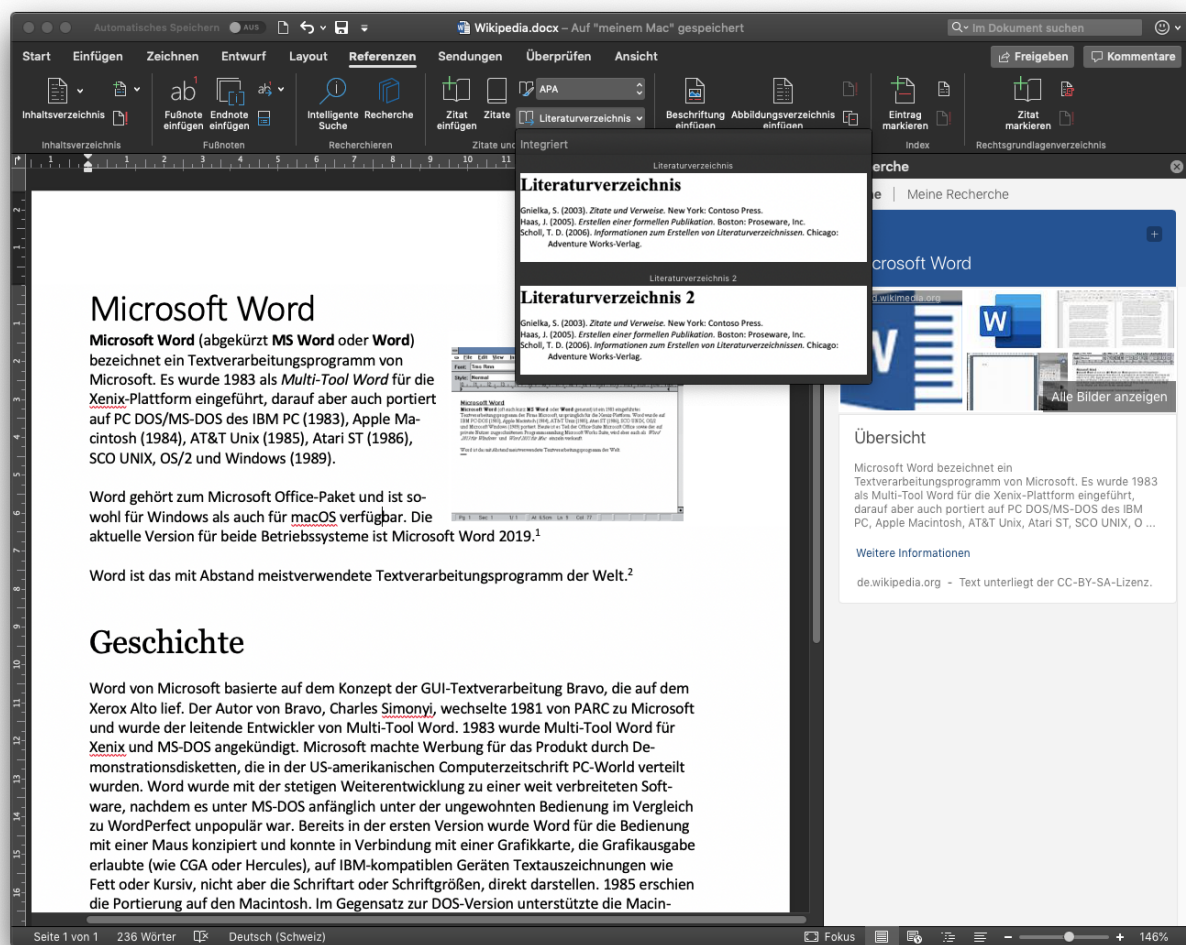 Automatisches Speichern AUS
Wikipedia.docx – Auf "meinem Mac" gespeichert
Im Dokument suchen
Start Einfügen Zeichnen Entwurf Layout Referenzen Sendungen Überprüfen Ansicht
Freigeben Kommentare
Inhaltsverzeichnis
ab
Fußnote einfügen
Endnote einfügen
Intelligente Suche
Recherche
Zitat einfügen
Zitate
APA
Literaturverzeichnis
Beschriftung einfügen
Abbildungsverzeichnis einfügen
Eintrag markieren
Zitat markieren
Inhaltsverzeichnis Fußnoten Recherchieren Zitate und Index Rechtsgrundlagenverzeichnis
Integriert
Literaturverzeichnis
Literaturverzeichnis
Gnielka, S. (2003). Zitate und Verweise. New York: Contoso Press.
Haas, J. (2005). Erstellen einer formellen Publikation. Boston: Proseware, Inc.
Scholl, T. D. (2006). Informationen zum Erstellen von Literaturverzeichnissen. Chicago:
Adventure Works-Verlag.
Literaturverzeichnis 2
Literaturverzeichnis 2
Gnielka, S. (2003). Zitate und Verweise. New York: Contoso Press.
Haas, J. (2005). Erstellen einer formellen Publikation. Boston: Proseware, Inc.
Scholl, T. D. (2006). Informationen zum Erstellen von Literaturverzeichnissen. Chicago:
Adventure Works-Verlag.
Microsoft Word
Microsoft Word (abgekürzt MS Word oder Word)
bezeichnet ein Textverarbeitungsprogramm von
Microsoft. Es wurde 1983 als Multi-Tool Word für die
Xenix-Plattform eingeführt, darauf aber auch portiert
auf PC DOS/MS-DOS des IBM PC (1983), Apple Ma-
cintosh (1984), AT&T Unix (1985), Atari ST (1986),
SCO UNIX, OS/2 und Windows (1989).
Word gehört zum Microsoft Office-Paket und ist so-
wohl für Windows als auch für macOS verfügbar. Die
aktuelle Version für beide Betriebssysteme ist Microsoft Word 2019.1
Word ist das mit Abstand meistverwendete Textverarbeitungsprogramm der Welt.2
Geschichte
Word von Microsoft basierte auf dem Konzept der GUI-Textverarbeitung Bravo, die auf dem
Xerox Alto lief. Der Autor von Bravo, Charles Simonyi, wechselte 1981 von PARC zu Microsoft
und wurde der leitende Entwickler von Multi-Tool Word. 1983 wurde Multi-Tool Word für
Xenix und MS-DOS angekündigt. Microsoft machte Werbung für das Produkt durch De-
monstrationsdisketten, die in der US-amerikanischen Computerzeitschrift PC-World verteilt
wurden. Word wurde mit der stetigen Weiterentwicklung zu einer weit verbreiteten Soft-
ware, nachdem es unter MS-DOS anfänglich unter der ungewohnten Bedienung im Vergleich
zu WordPerfect unpopulär war. Bereits in der ersten Version wurde Word für die Bedienung
mit einer Maus konzipiert und konnte in Verbindung mit einer Grafikkarte, die Grafikausgabe
erlaubte (wie CGA oder Hercules), auf IBM-kompatiblen Geräten Textauszeichnungen wie
Fett oder Kursiv, nicht aber die Schriftart oder Schriftgrößen, direkt darstellen. 1985 erschien
die Portierung auf den Macintosh. Im Gegensatz zur DOS-Version unterstützte die Macin-
Microsoft Word
erche
Meine Recherche
crosoft Word
d.wikimedia.org
Alle Bilder anzeigen
Übersicht
Microsoft Word bezeichnet ein
Textverarbeitungsprogramm von Microsoft. Es wurde 1983
als Multi-Tool Word für die Xenix-Plattform eingeführt,
darauf aber auch portiert auf PC DOS/MS-DOS des IBM
PC, Apple Macintosh, AT&T Unix, Atari ST, SCO UNIX, O ...
Weitere Informationen
de.wikipedia.org - Text unterliegt der CC-BY-SA-Lizenz.
Seite 1 von 1 236 Wörter Deutsch (Schweiz) Fokus 146%